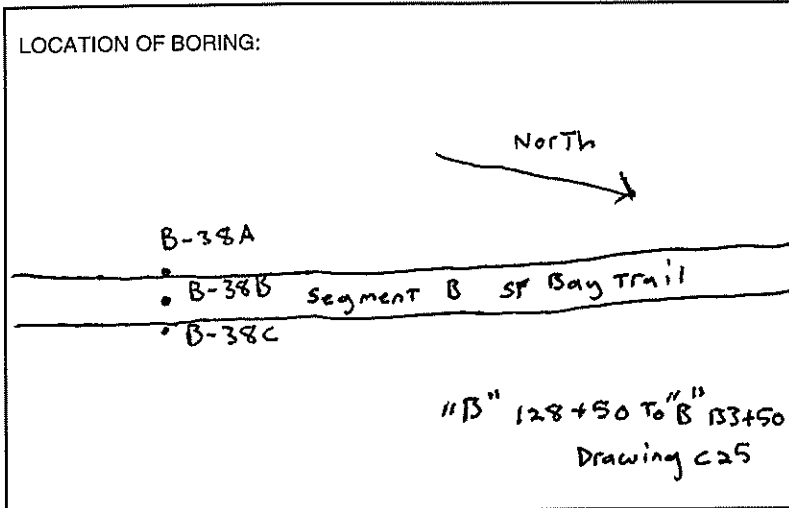 LOCATION OF BORING:
NorTh
B-38A
B-38B Segment B SF Bay Trail
B-38C
"B" 128+50 To "B" 133+50
Drawing C25